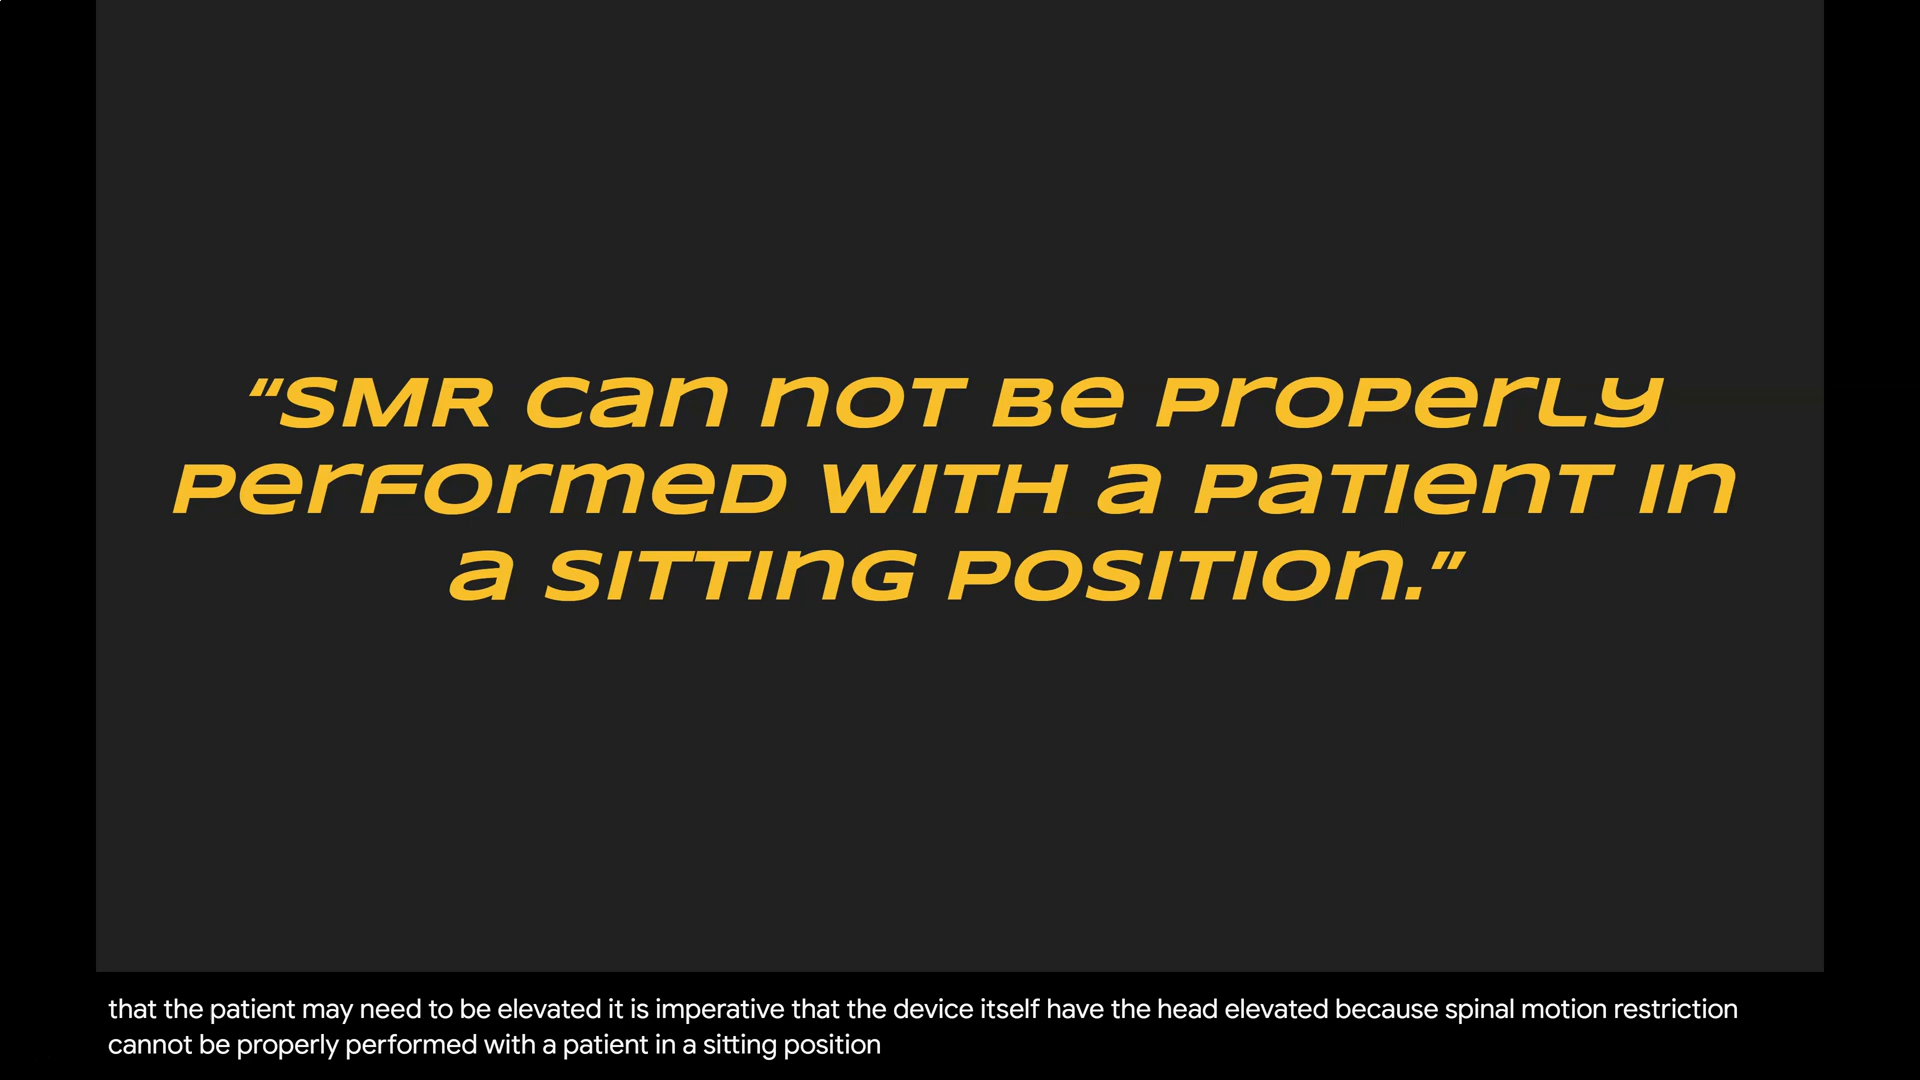 “SMR can not be properly
performed with a patient in
a sitting position.”
that the patient may need to be elevated it is imperative that the device itself have the head elevated because spinal motion restriction
cannot be properly performed with a patient in a sitting position